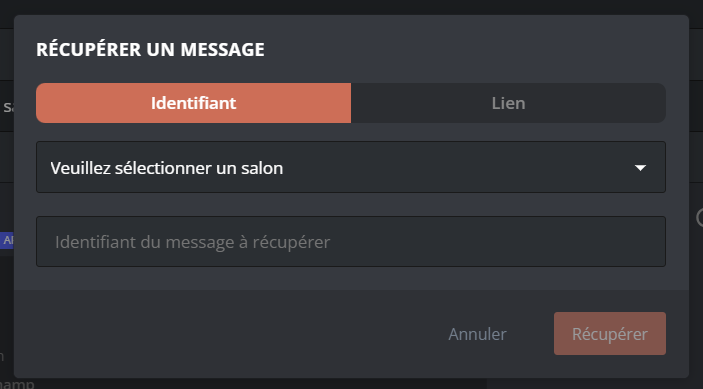 RÉCUPÉRER UN MESSAGE
Identifiant
Lien
Veuillez sélectionner un salon
Identifiant du message à récupérer
Annuler
Récupérer